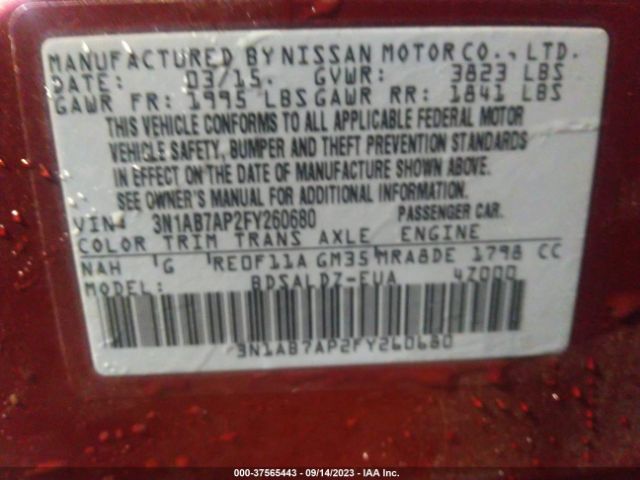 MANUFACTURED BY NISSAN MOTOR CO., LTD.
DATE: 03/15. GVWR: 3823 LBS
GAWR FR: 1995 LBS GAWR RR: 1841 LBS
THIS VEHICLE CONFORMS TO ALL APPLICABLE FEDERAL MOTOR
VEHICLE SAFETY, BUMPER AND THEFT PREVENTION STANDARDS
IN EFFECT ON THE DATE OF MANUFACTURE SHOWN ABOVE.
SEE OWNER'S MANUAL FOR ADDITIONAL INFORMATION.
VIN: 3N1AB7AP2FY260680 PASSENGER CAR.
COLOR TRIM TRANS AXLE ENGINE
NAH G RE0F11A GM35 MRA8DE 1798 CC
MODEL: BDSALDZ-EUA 4Z000
3N1AB7AP2FY260680
000-37565443 - 09/14/2023 - IAA Inc.